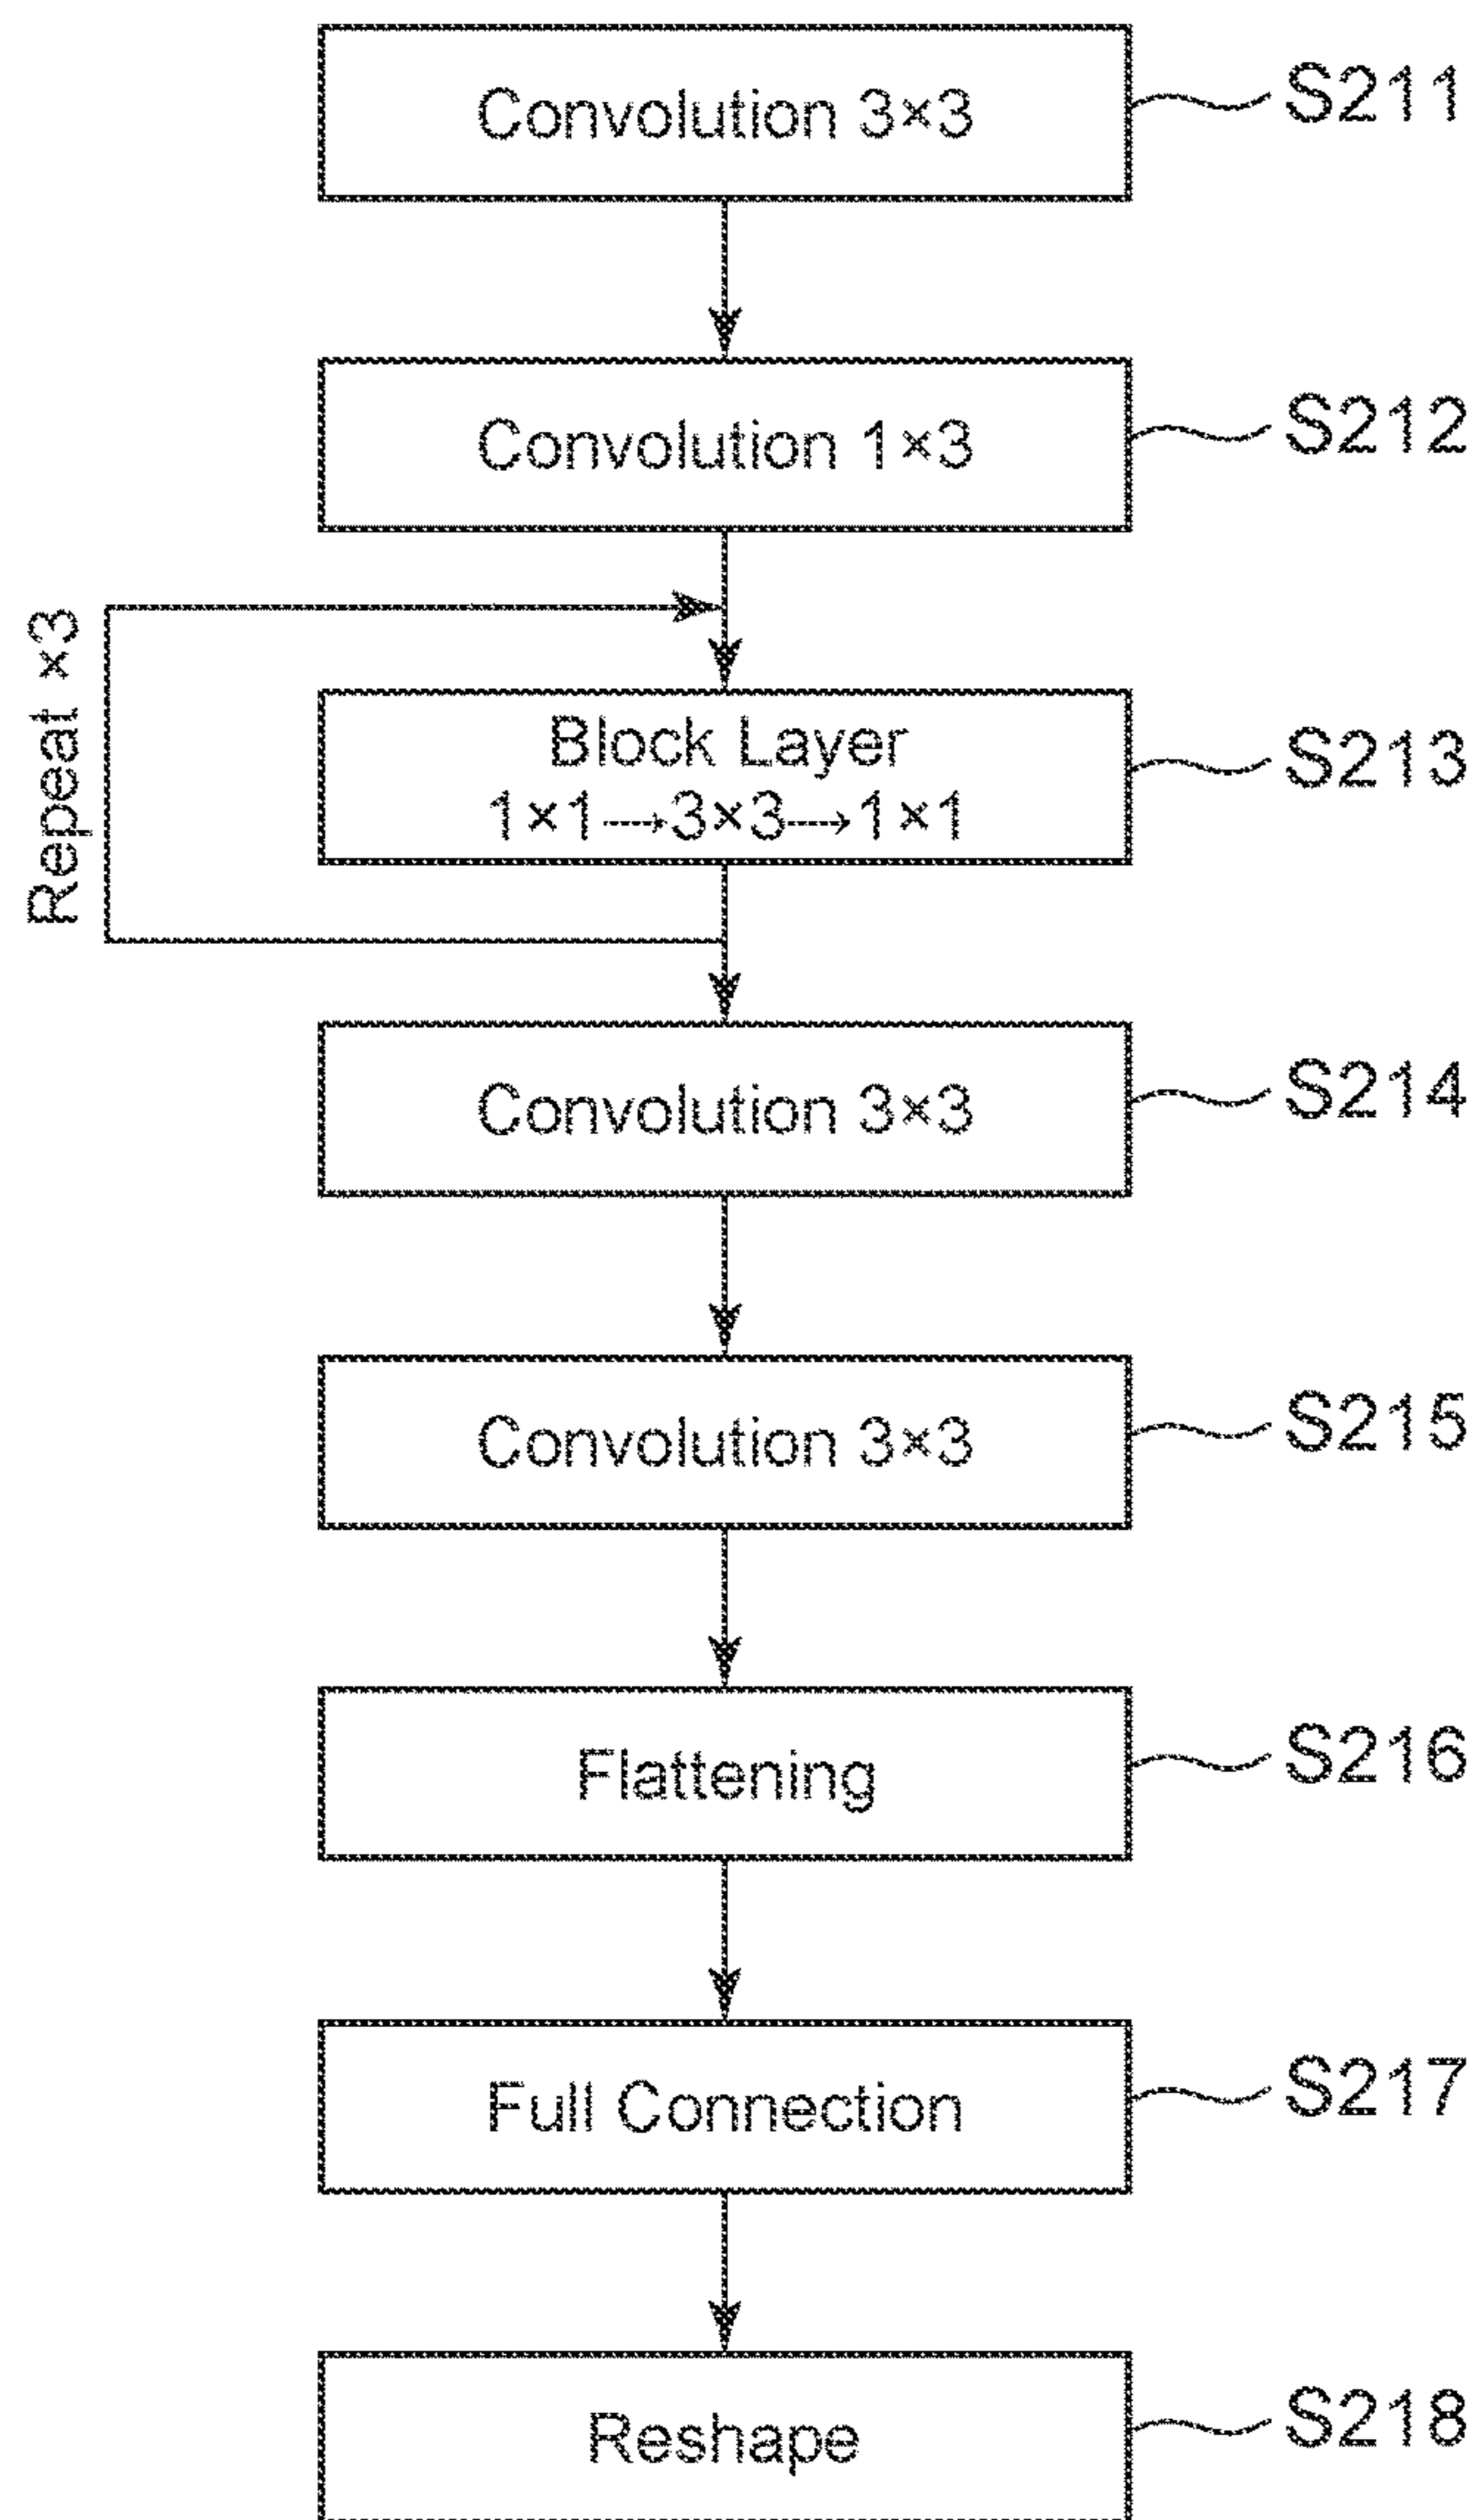 Convolution 3×3
S211
Convolution 1×3
S212
Repeat ×3
Block Layer
1×1→3×3→1×1
S213
Convolution 3×3
S214
Convolution 3×3
S215
Flattening
S216
Full Connection
S217
Reshape
S218